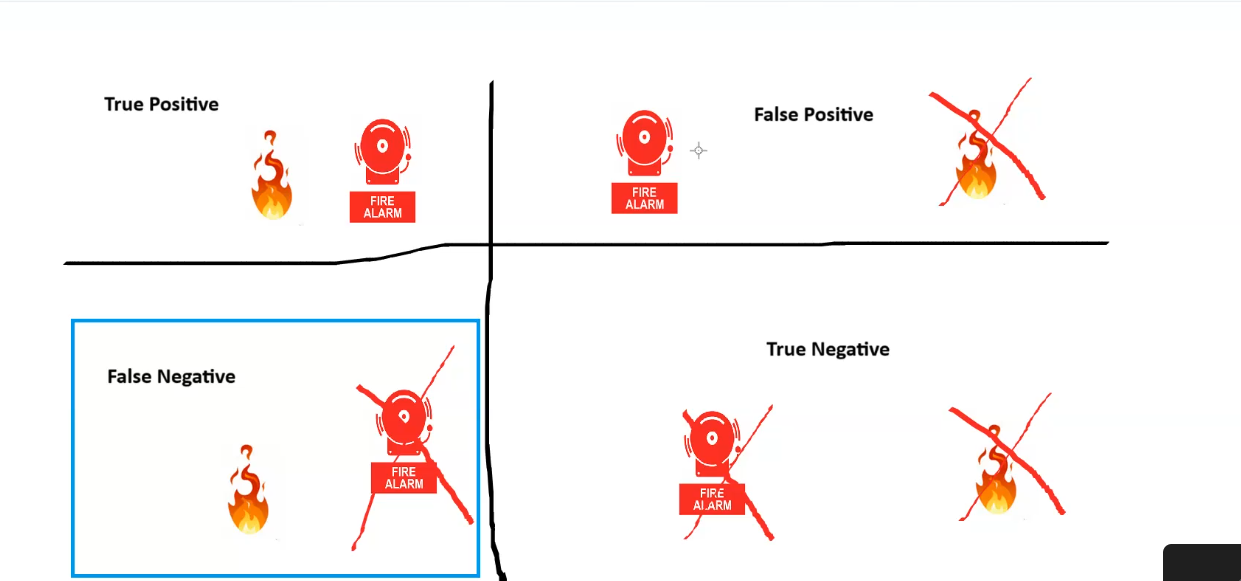 True Positive
FIRE
ALARM
False Positive
FIRE
ALARM
False Negative
FIRE
ALARM
True Negative
FIRE
ALARM